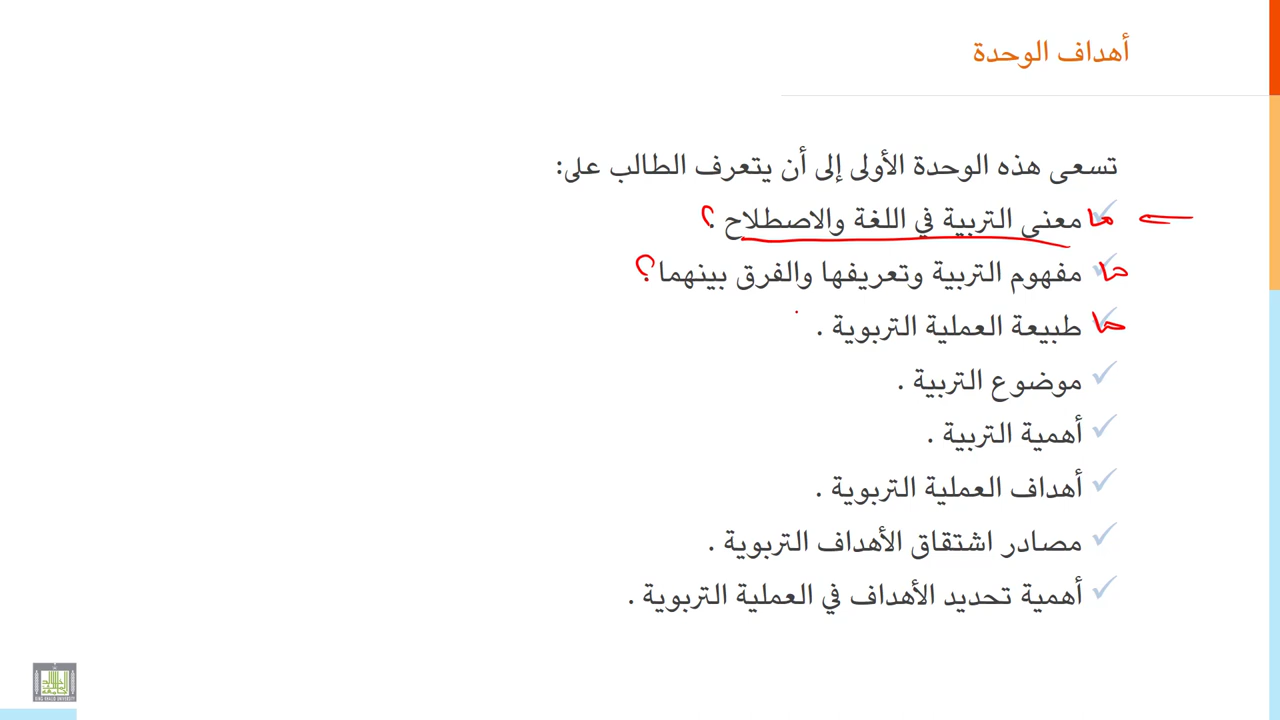 أهداف الوحدة
تسعى هذه الوحدة الأولى إلى أن يتعرف الطالب على:
ما معنى التربية في اللغة والاصطلاح . ؟
ما مفهوم التربية وتعريفها والفرق بينهما ؟
ما طبيعة العملية التربوية .
موضوع التربية .
أهمية التربية .
أهداف العملية التربوية .
مصادر اشتقاق الأهداف التربوية .
أهمية تحديد الأهداف في العملية التربوية .